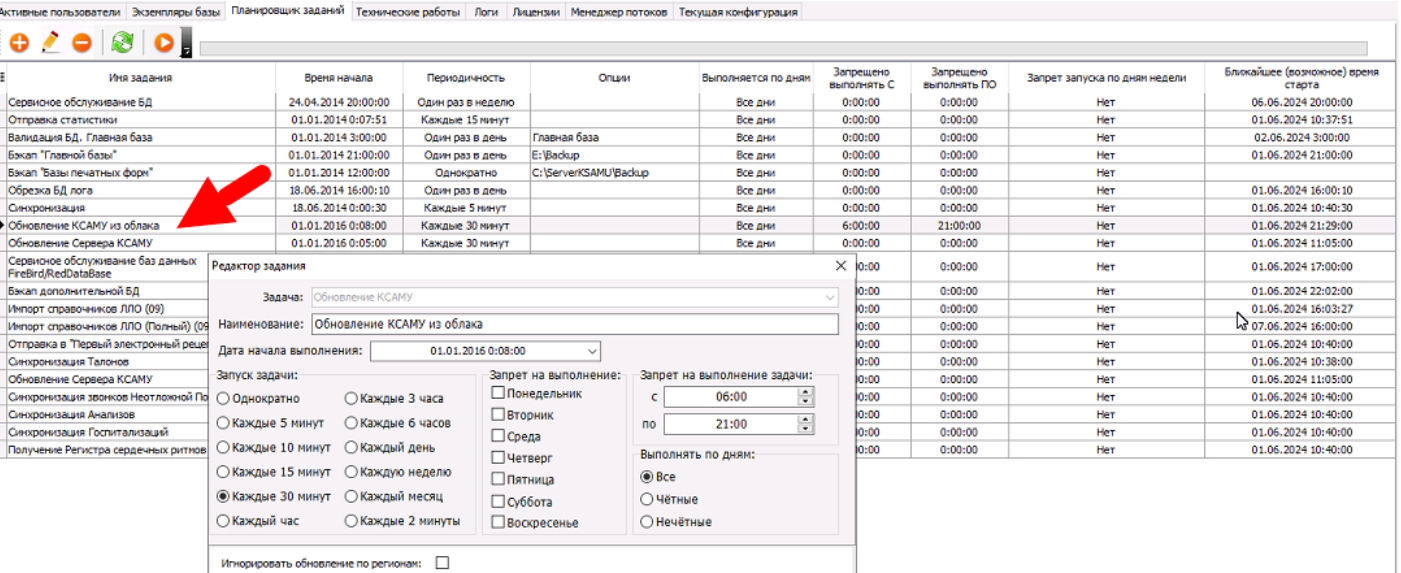 Активные пользователи Экземпляры базы Планировщик заданий Технические работы Логи Лицензии Менеджер потоков Текущая конфигурация
Имя задания Время начала Периодичность Опции Выполняется по дням Запрещено выполнять С Запрещено выполнять ПО Запрет запуска по дням недели Ближайшее (возможное) время старта
Сервисное обслуживание БД 24.04.2014 20:00:00 Один раз в неделю Все дни 0:00:00 0:00:00 Нет 06.06.2024 20:00:00
Отправка статистики 01.01.2014 0:07:51 Каждые 15 минут Все дни 0:00:00 0:00:00 Нет 01.06.2024 10:37:51
Валидация БД. Главная база 01.01.2014 3:00:00 Один раз в день Главная база Все дни 0:00:00 0:00:00 Нет 02.06.2024 3:00:00
Бэкап "Главной базы" 01.01.2014 21:00:00 Один раз в день E:\Backup Все дни 0:00:00 0:00:00 Нет 01.06.2024 21:00:00
Бэкап "Базы печатных форм" 01.01.2014 12:00:00 Однократно C:\ServerKSAMU\Backup Все дни 0:00:00 0:00:00 Нет
Обрезка БД лога 18.06.2014 16:00:10 Один раз в день Все дни 0:00:00 0:00:00 Нет 01.06.2024 16:00:10
Синхронизация 18.06.2014 0:00:30 Каждые 5 минут Все дни 0:00:00 0:00:00 Нет 01.06.2024 10:40:30
Обновление КСАМУ из облака 01.01.2016 0:08:00 Каждые 30 минут Все дни 6:00:00 21:00:00 Нет 01.06.2024 21:29:00
Обновление Сервера КСАМУ 01.01.2016 0:05:00 Каждые 30 минут Все дни 0:00:00 0:00:00 Нет 01.06.2024 11:05:00
Сервисное обслуживание баз данных FireBird/RedDataBase 0:00 0:00:00 Нет 01.06.2024 17:00:00
Бэкап дополнительной БД 0:00 0:00:00 Нет 01.06.2024 22:02:00
Импорт справочников ЛЛО (09) 0:00 0:00:00 Нет 01.06.2024 16:03:27
Импорт справочников ЛЛО (Полный) (09 0:00 0:00:00 Нет 07.06.2024 16:00:00
Отправка в "Первый электронный рецеп 0:00 0:00:00 Нет 01.06.2024 10:40:00
Синхронизация Талонов 0:00 0:00:00 Нет 01.06.2024 10:38:00
Обновление Сервера КСАМУ 0:00 0:00:00 Нет 01.06.2024 11:05:00
Синхронизация звонков Неотложной По 0:00 0:00:00 Нет 01.06.2024 10:40:00
Синхронизация Анализов 0:00 0:00:00 Нет 01.06.2024 10:40:00
Синхронизация Госпитализаций 0:00 0:00:00 Нет 01.06.2024 10:40:00
Получение Регистра сердечных ритмов 0:00 0:00:00 Нет 01.06.2024 10:40:00
Редактор задания
Задача: Обновление КСАМУ
Наименование: Обновление КСАМУ из облака
Дата начала выполнения: 01.01.2016 0:08:00
Запуск задачи: Запрет на выполнение: Запрет на выполнение задачи:
Однократно Каждые 3 часа Понедельник с 06:00
Каждые 5 минут Каждые 6 часов Вторник по 21:00
Каждые 10 минут Каждый день Среда
Каждые 15 минут Каждую неделю Четверг Выполнять по дням:
Каждые 30 минут Каждый месяц Пятница Все
Каждый час Каждые 2 минуты Суббота Чётные
Воскресенье Нечётные
Игнорировать обновление по регионам: